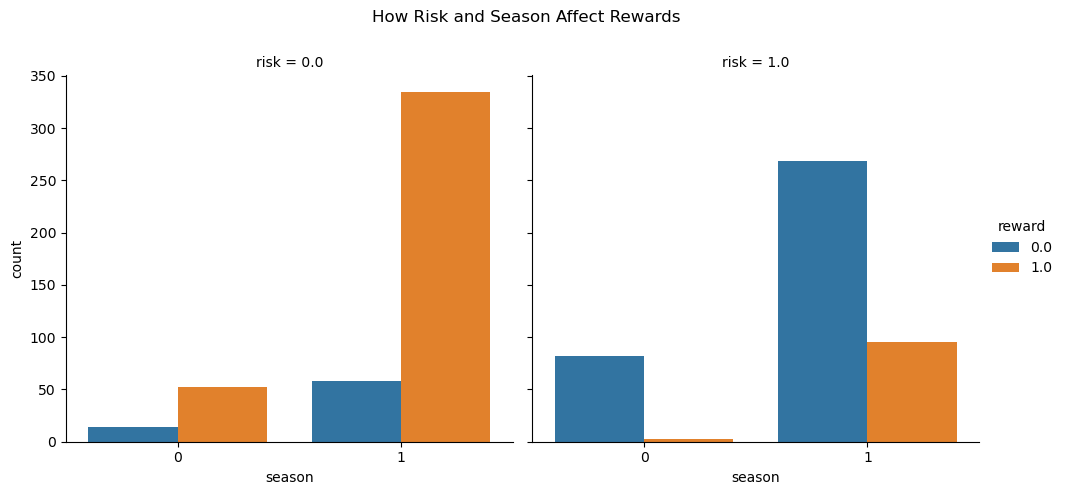 How Risk and Season Affect Rewards
risk = 0.0
risk = 1.0
350
300
250
200
150
100
50
0
count
0 1
season
0 1
season
reward
0.0
1.0